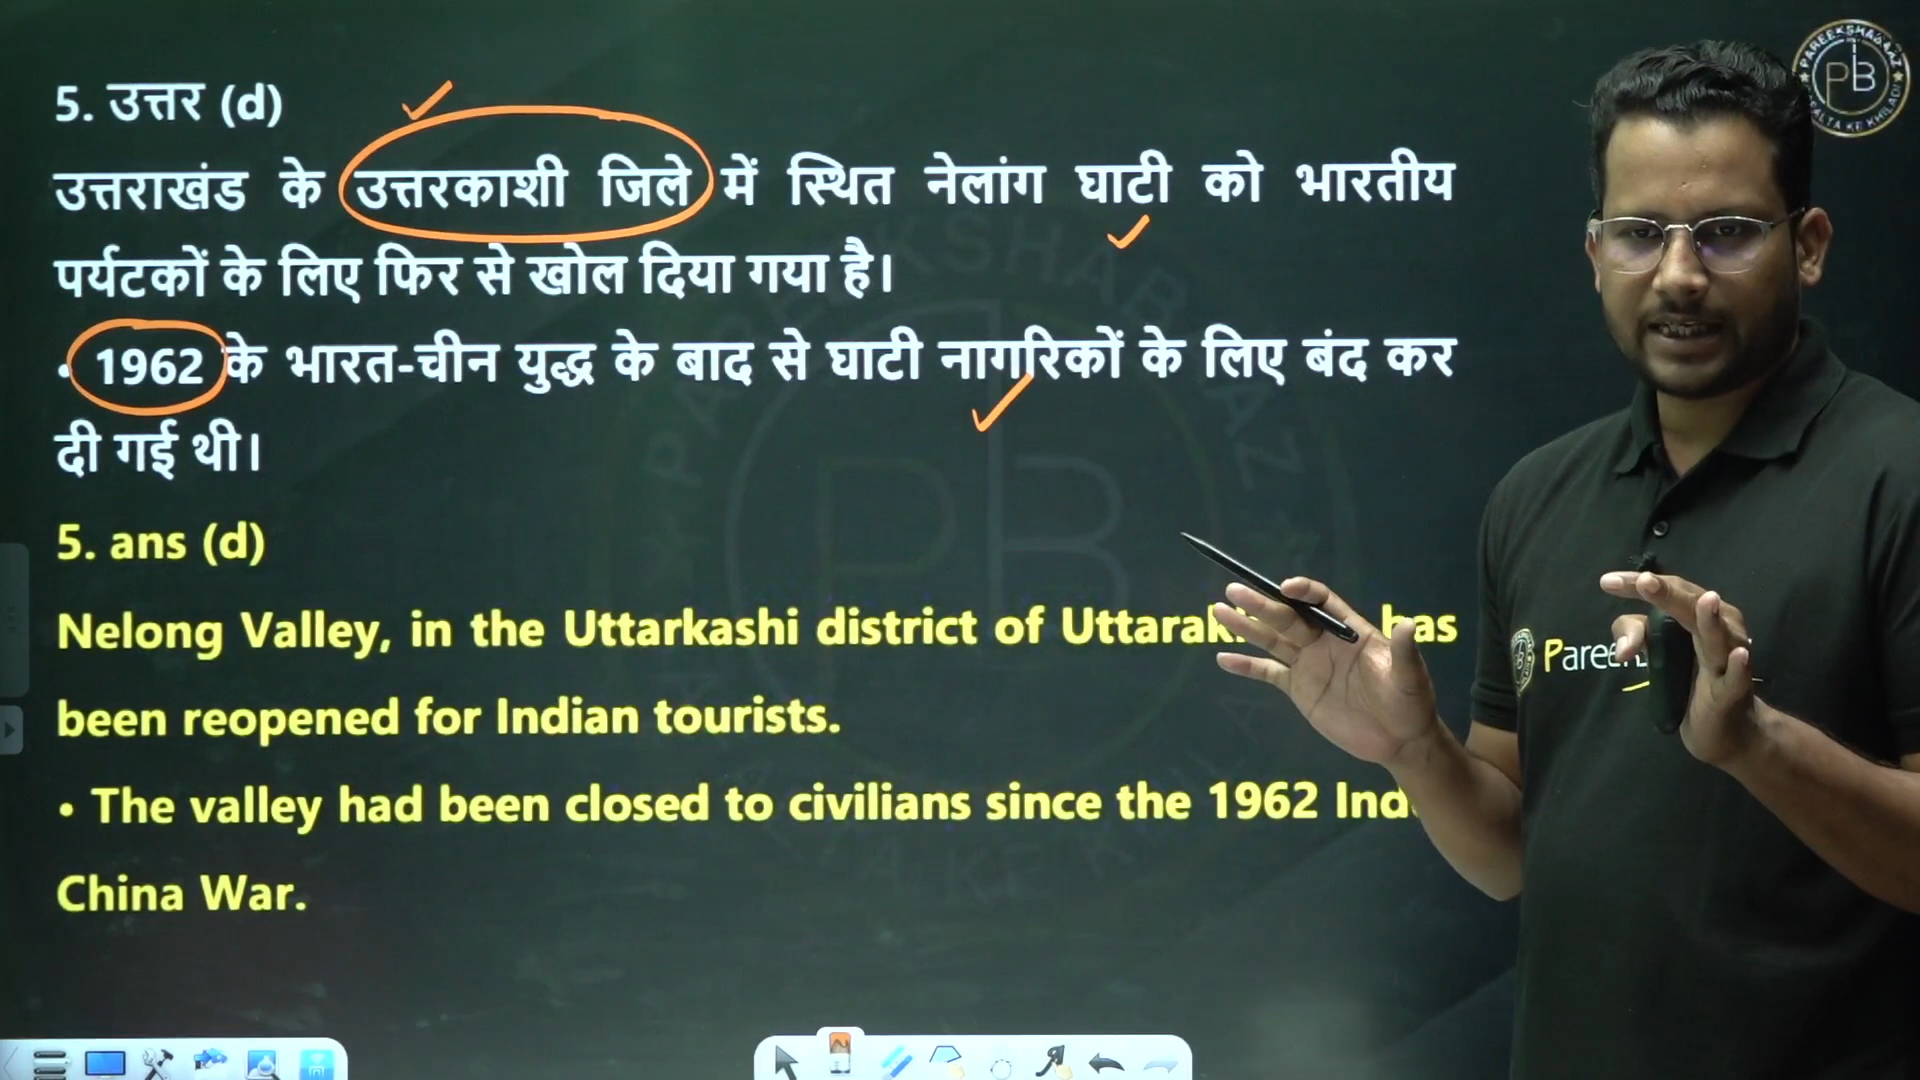 5. उत्तर (d)
उत्तराखंड के उत्तरकाशी जिले में स्थित नेलांग घाटी को भारतीय
पर्यटकों के लिए फिर से खोल दिया गया है।
• 1962 के भारत-चीन युद्ध के बाद से घाटी नागरिकों के लिए बंद कर
दी गई थी।
5. ans (d)
Nelong Valley, in the Uttarkashi district of has
been reopened for Indian tourists.
• The valley had been closed to civilians since the 1962
China War.
PAREEKSHABAAZ
PB